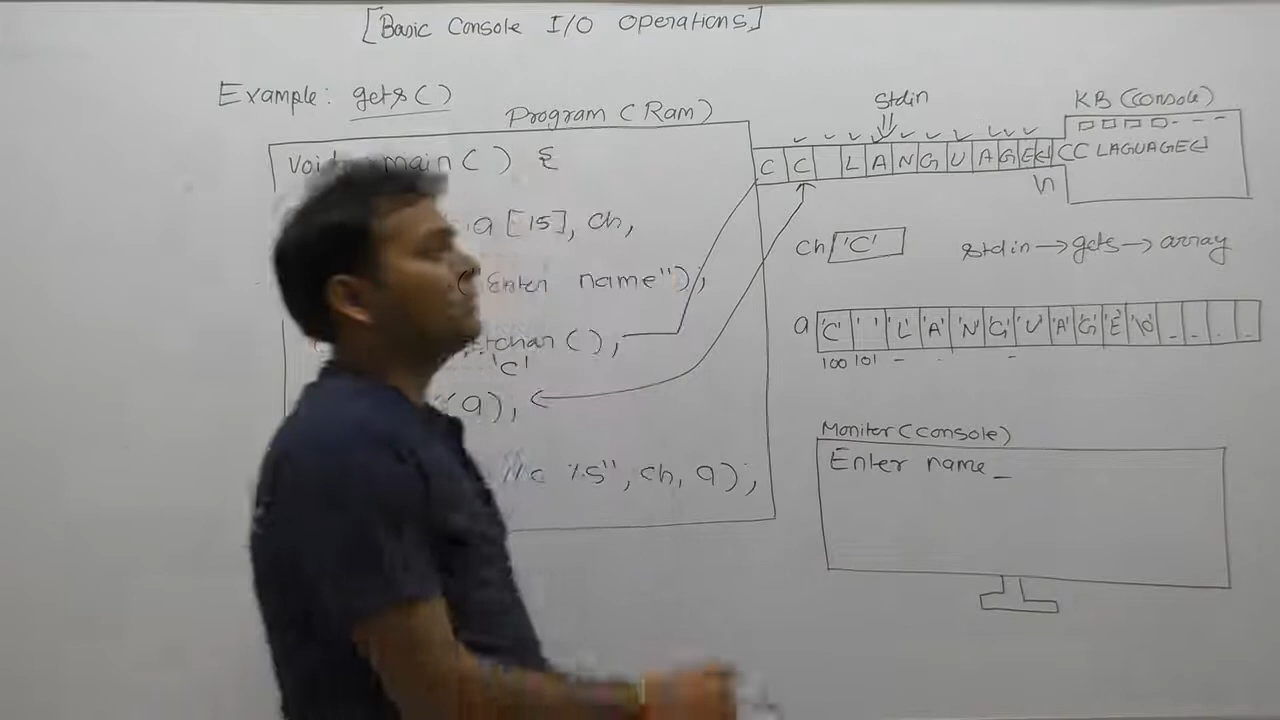 [Basic Console I/O Operations]
Example: gets()
Program (Ram)
void main() {
a[15], ch,
("Enter name");
tchar();
'C'
(a);
%c %s", ch, a);
stdin
KB (Console)
C C L A N G U A G E
\n
CC LAGUAGE
ch 'C'
stdin → gets → array
a 'C' ' ' 'L' 'A' 'N' 'G' 'U' 'A' 'G' 'E' \0 _ _ _ _
100 101 -
Moniter (Console)
Enter name_